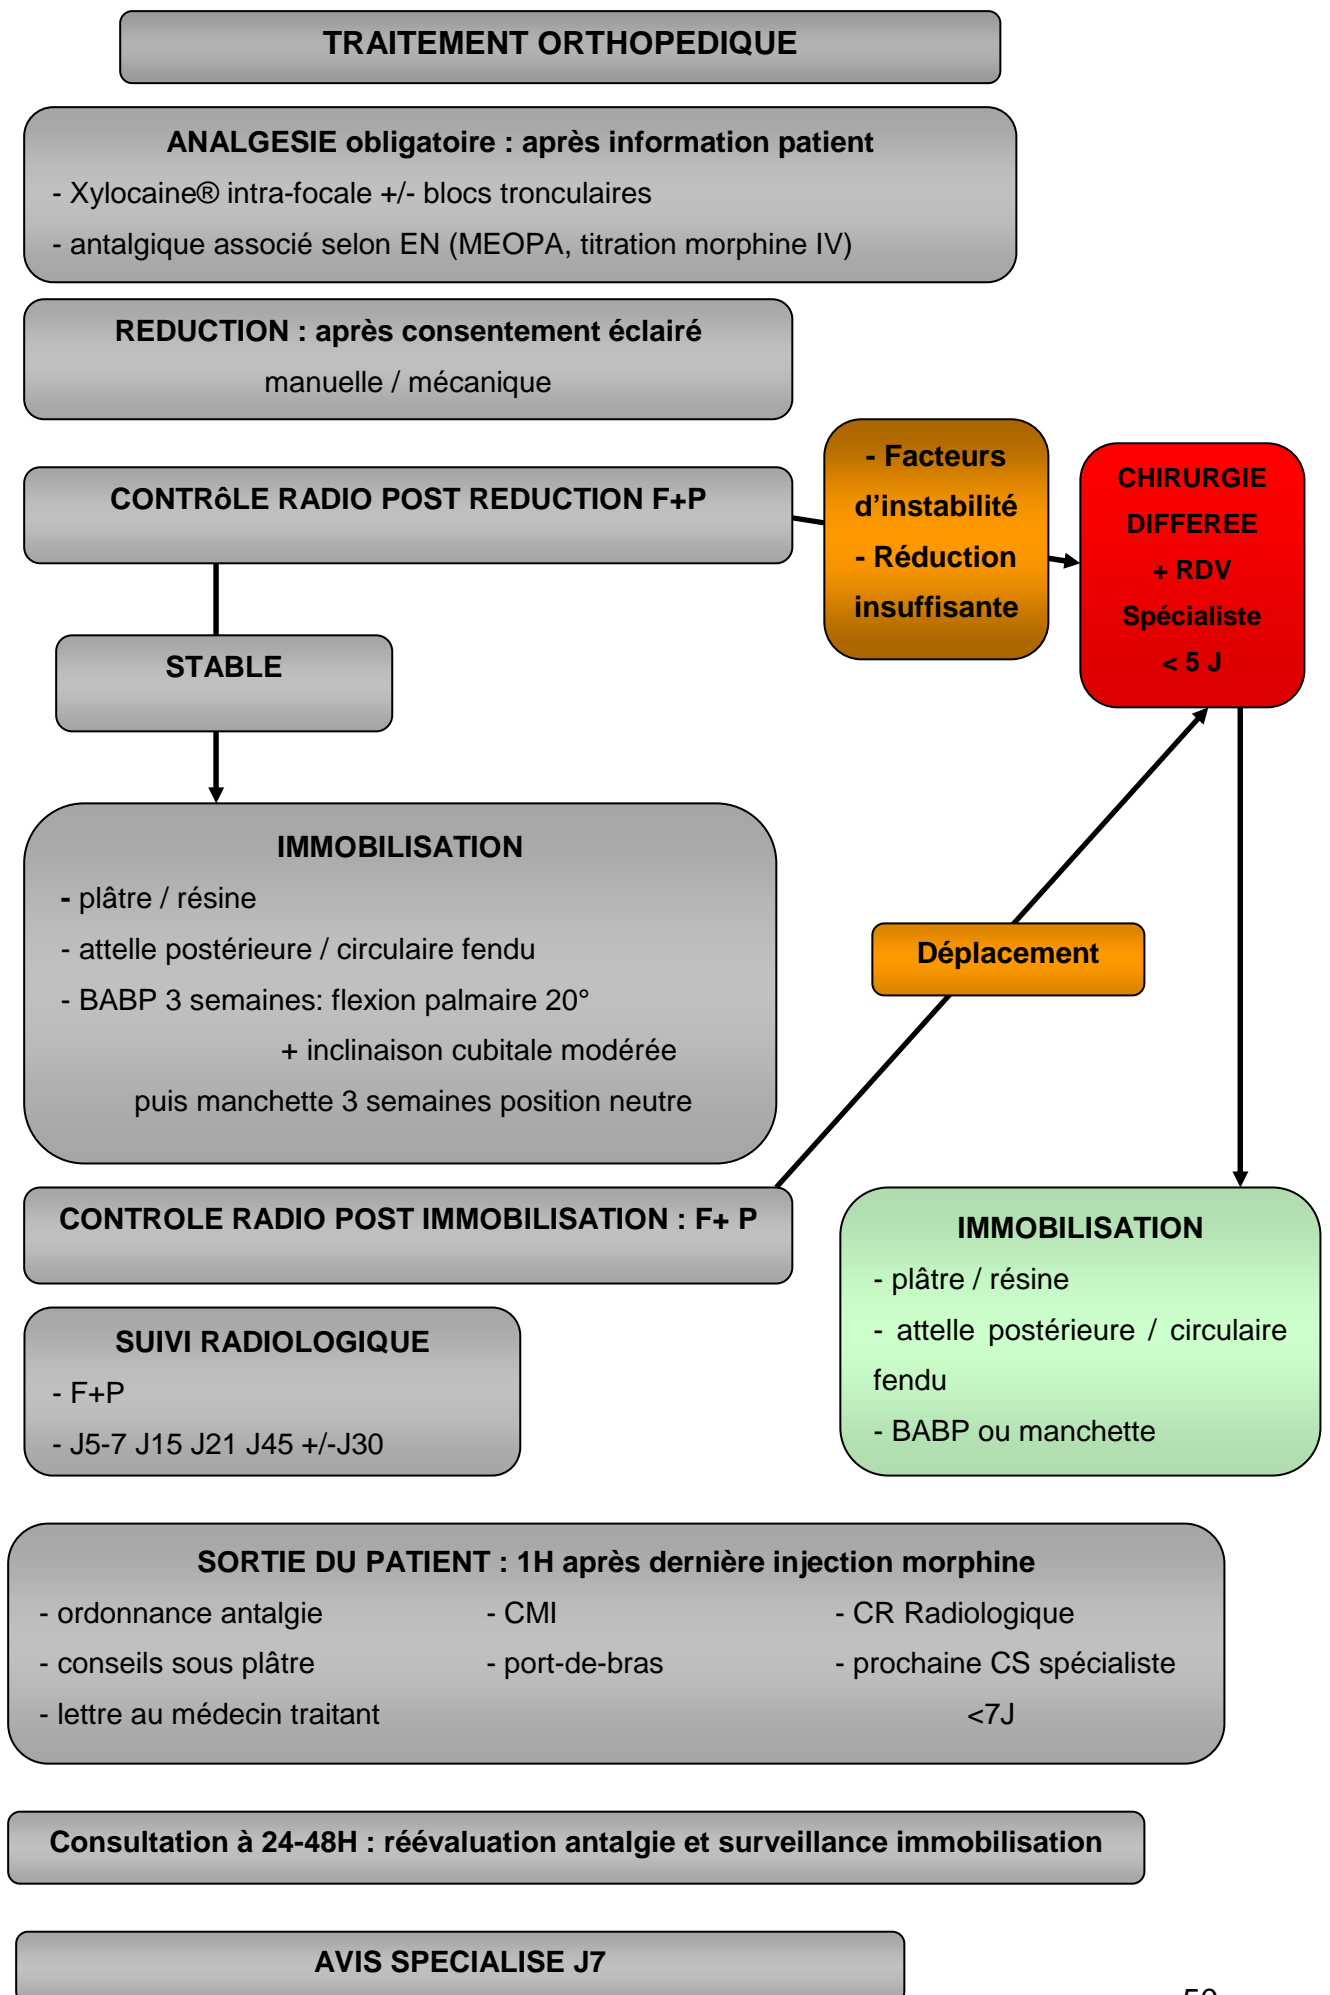 TRAITEMENT ORTHOPEDIQUE
ANALGESIE obligatoire : après information patient
- Xylocaine® intra-focale +/- blocs tronculaires
- antalgique associé selon EN (MEOPA, titration morphine IV)
REDUCTION : après consentement éclairé
manuelle / mécanique
CONTRôLE RADIO POST REDUCTION F+P
- Facteurs
d’instabilité
- Réduction
insuffisante
CHIRURGIE
DIFFEREE
+ RDV
Spécialiste
< 5 J
STABLE
IMMOBILISATION
- plâtre / résine
- attelle postérieure / circulaire fendu
- BABP 3 semaines: flexion palmaire 20°
+ inclinaison cubitale modérée
puis manchette 3 semaines position neutre
Déplacement
CONTROLE RADIO POST IMMOBILISATION : F+ P
IMMOBILISATION
- plâtre / résine
- attelle postérieure / circulaire
fendu
- BABP ou manchette
SUIVI RADIOLOGIQUE
- F+P
- J5-7 J15 J21 J45 +/-J30
SORTIE DU PATIENT : 1H après dernière injection morphine
- ordonnance antalgie - CMI - CR Radiologique
- conseils sous plâtre - port-de-bras - prochaine CS spécialiste
- lettre au médecin traitant <7J
Consultation à 24-48H : réévaluation antalgie et surveillance immobilisation
AVIS SPECIALISE J7